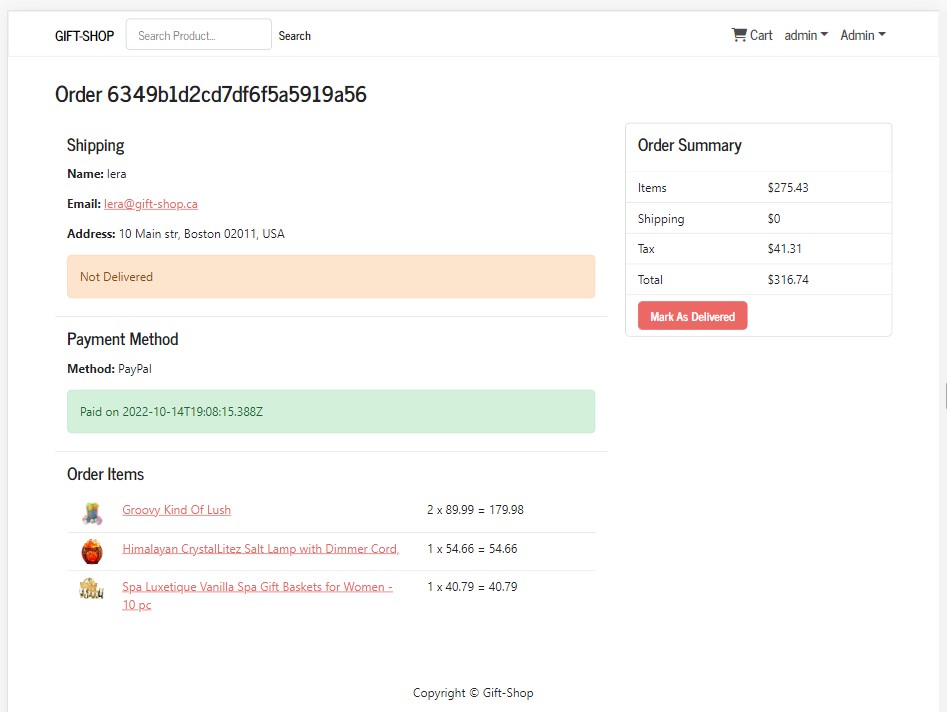 GIFT-SHOP Search Product... Search Cart admin Admin
Order 6349b1d2cd7df6f5a5919a56
Shipping
Name: lera
Email: lera@gift-shop.ca
Address: 10 Main str, Boston 02011, USA
Not Delivered
Payment Method
Method: PayPal
Paid on 2022-10-14T19:08:15.388Z
Order Items
Groovy Kind Of Lush 2 x 89.99 = 179.98
Himalayan CrystalLitez Salt Lamp with Dimmer Cord, 1 x 54.66 = 54.66
Spa Luxetique Vanilla Spa Gift Baskets for Women - 1 x 40.79 = 40.79
10 pc
Order Summary
Items $275.43
Shipping $0
Tax $41.31
Total $316.74
Mark As Delivered
Copyright © Gift-Shop